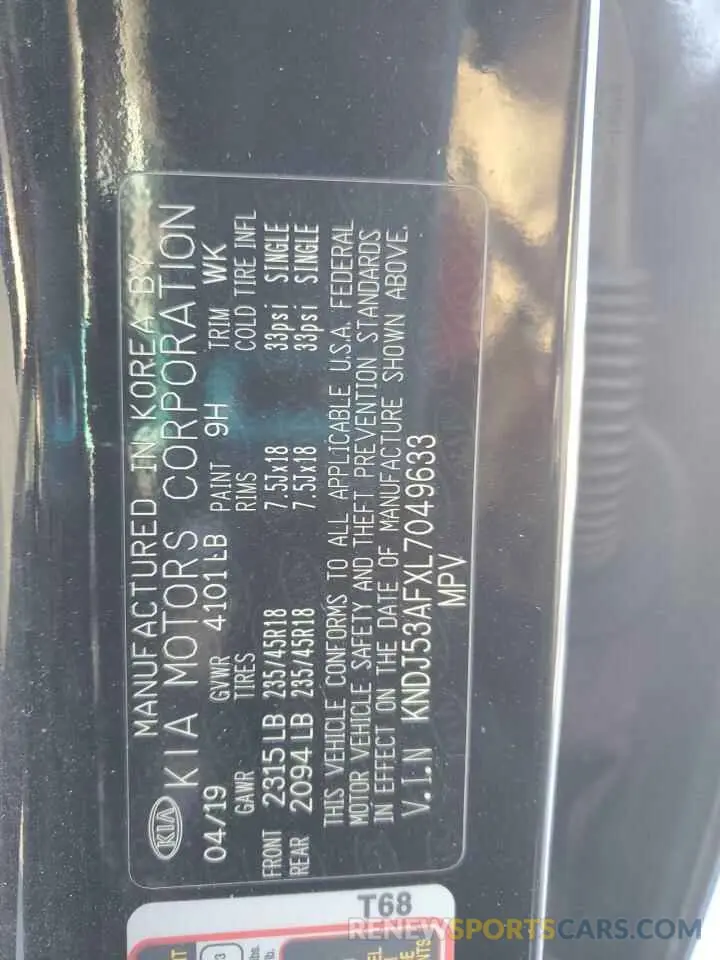 MANUFACTURED IN KOREA BY
KIA KIA MOTORS CORPORATION
04/19 GVWR 4101LB PAINT 9H TRIM WK
GAWR TIRES RIMS COLD TIRE INFL
FRONT 2315LB 235/45R18 7.5Jx18 33psi SINGLE
REAR 2094LB 235/45R18 7.5Jx18 33psi SINGLE
THIS VEHICLE CONFORMS TO ALL APPLICABLE U.S.A. FEDERAL
MOTOR VEHICLE SAFETY AND THEFT PREVENTION STANDARDS
IN EFFECT ON THE DATE OF MANUFACTURE SHOWN ABOVE.
V.I.N KNDJ53AFXL7049633
MPV
T68
RENEWSPORTSCARS.COM